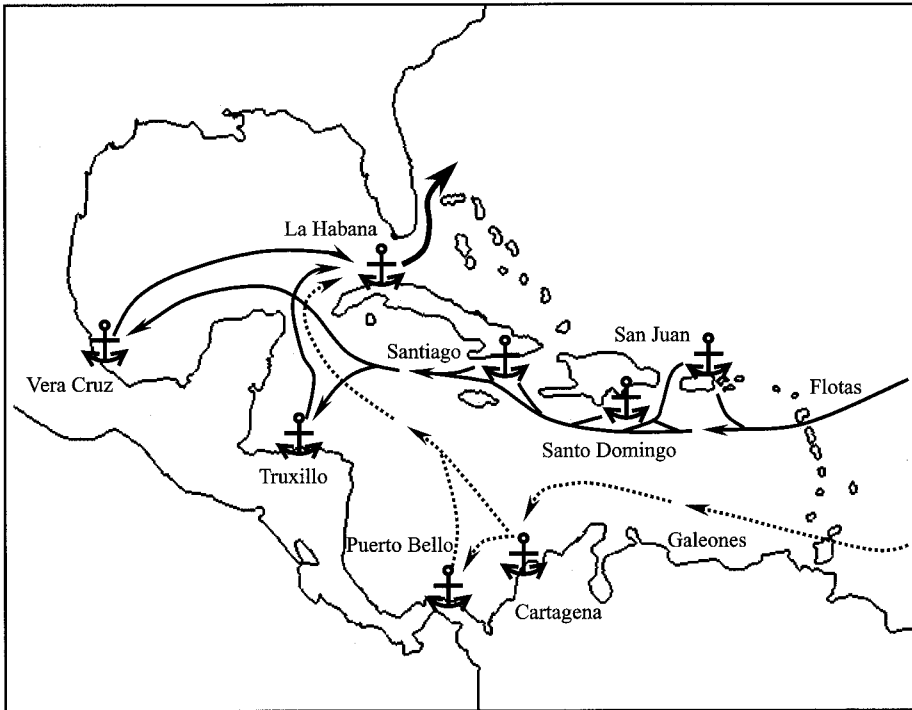 La Habana
San Juan
Santiago
Flotas
Vera Cruz
Santo Domingo
Truxillo
Puerto Bello
Galeones
Cartagena